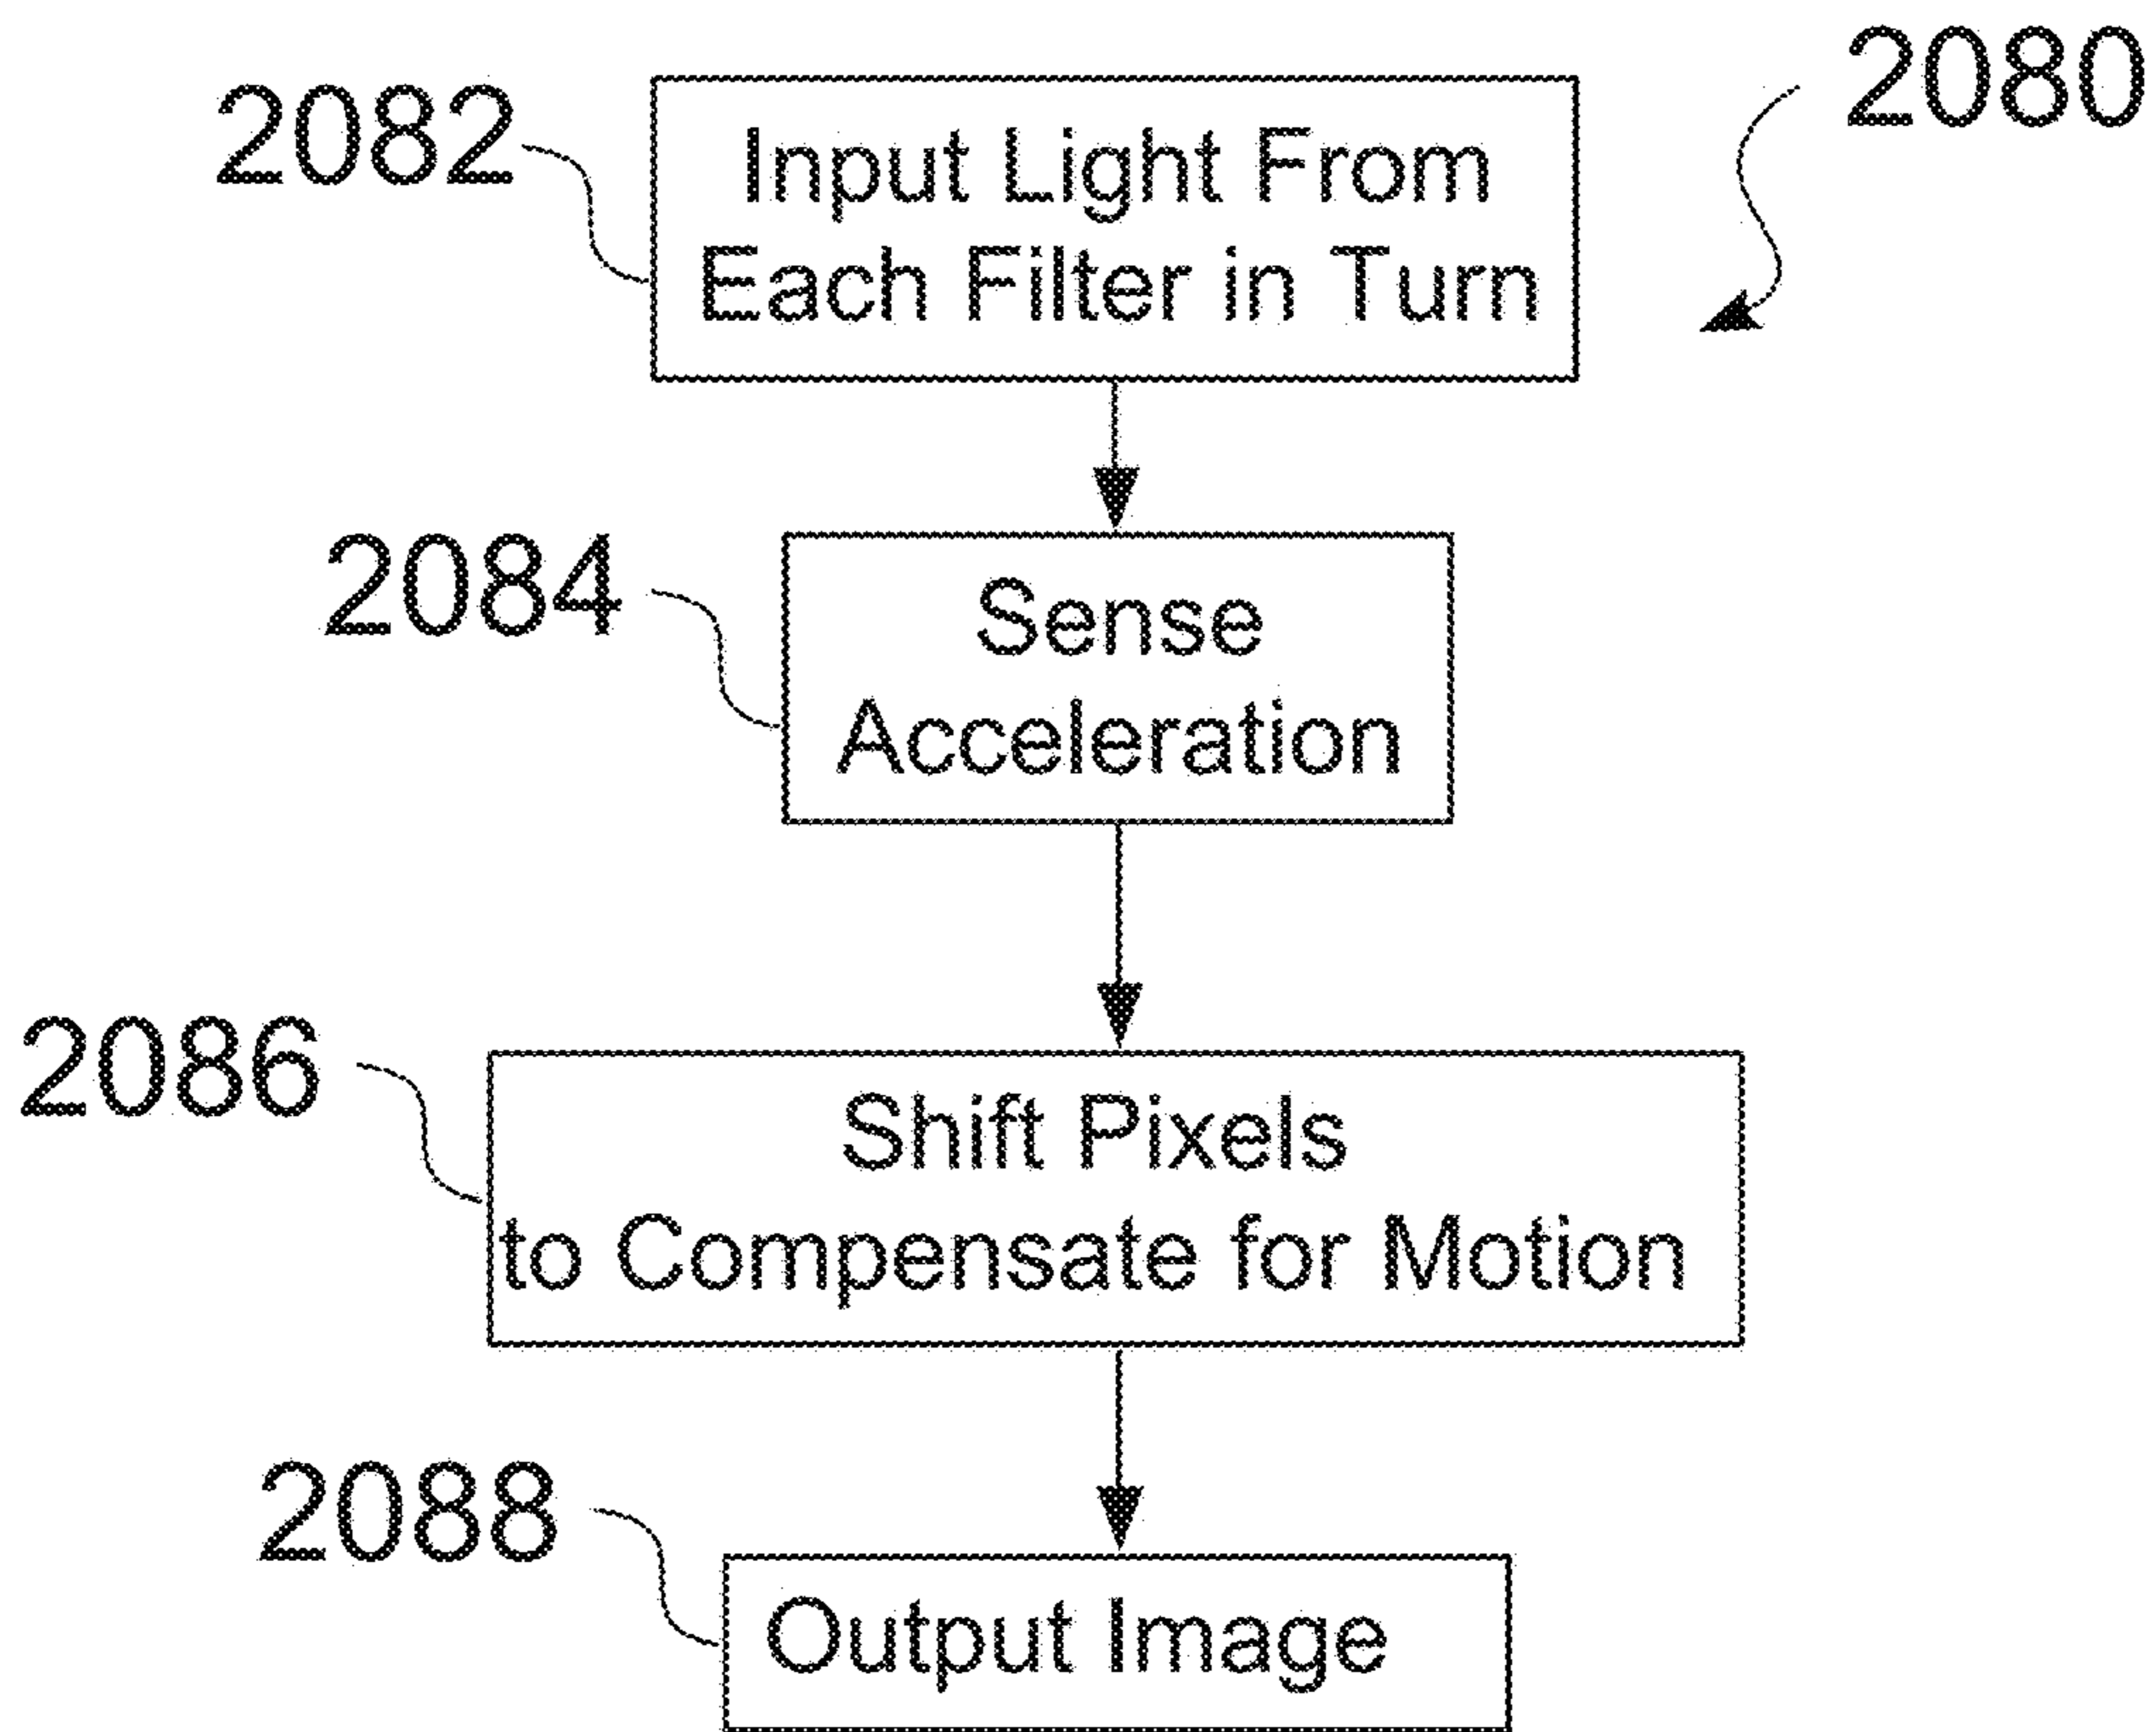 2080
2082
Input Light From
Each Filter in Turn
2084
Sense
Acceleration
2086
Shift Pixels
to Compensate for Motion
2088
Output Image